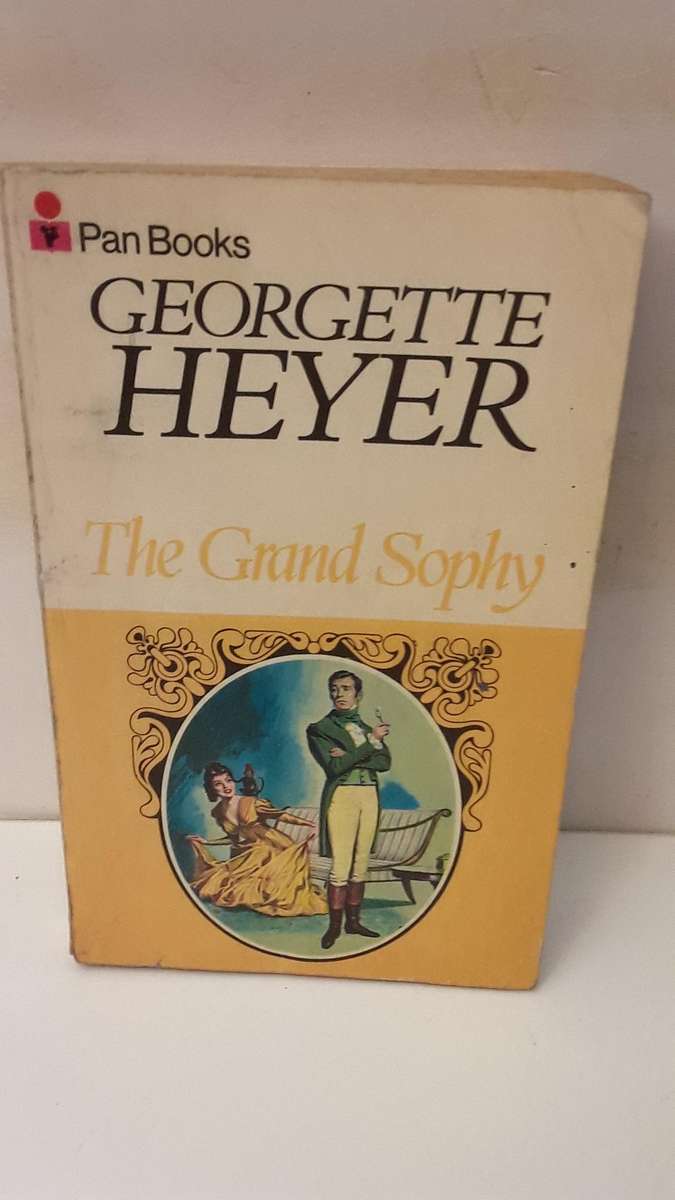 Pan Books
GEORGETTE
HEYER
The Grand Sophy